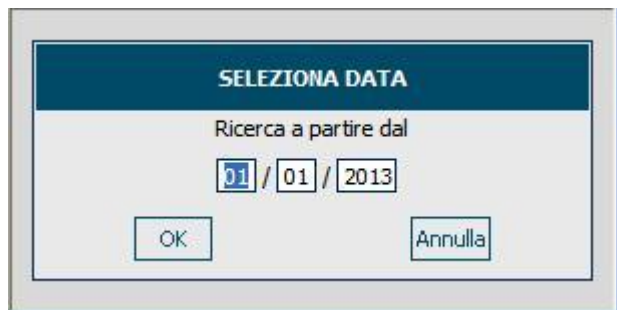 SELEZIONA DATA
Ricerca a partire dal
01 / 01 / 2013
OK Annulla